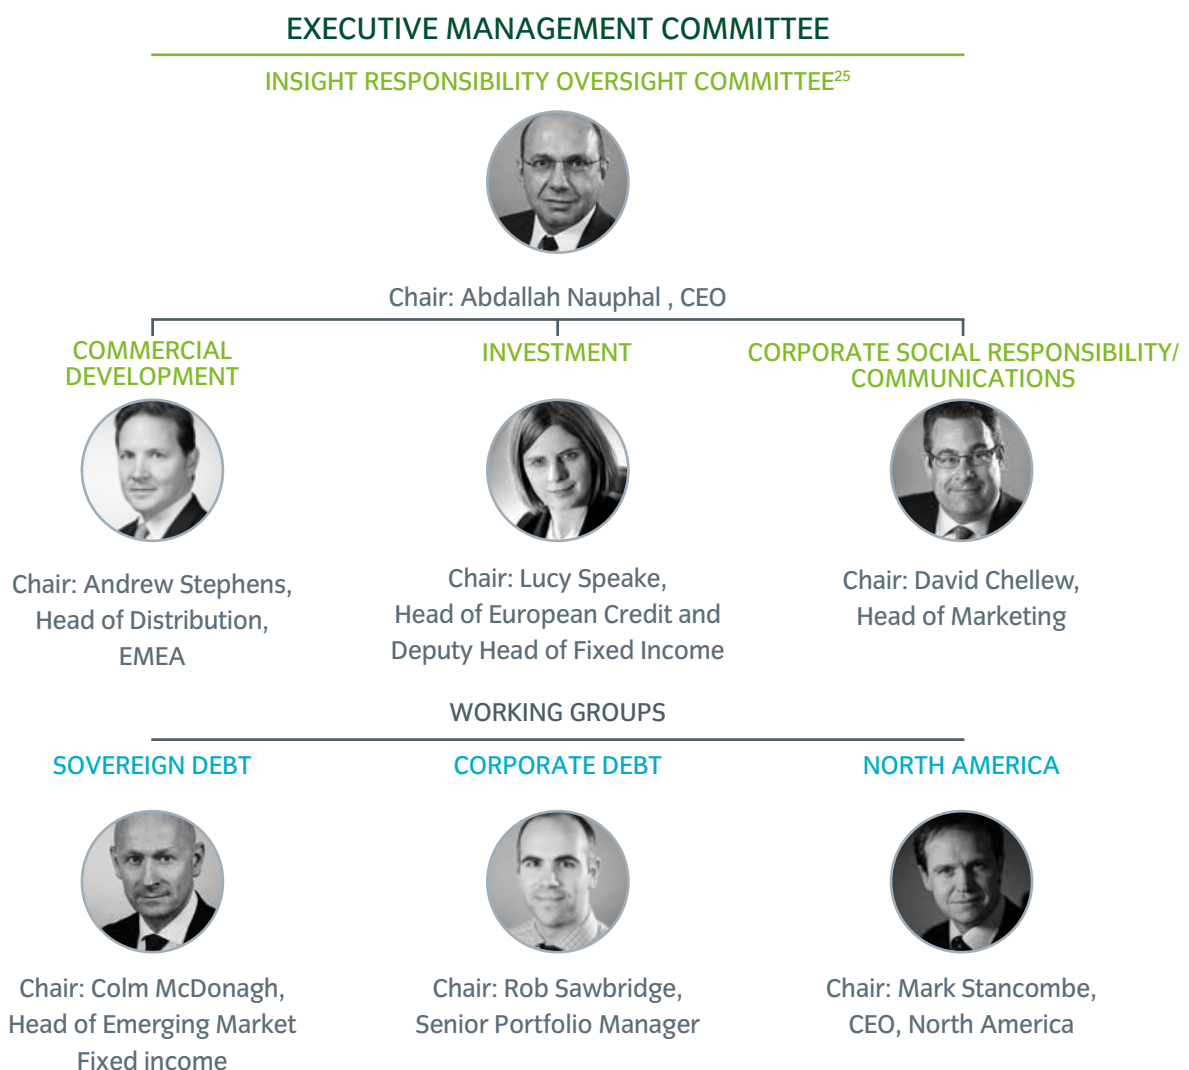 EXECUTIVE MANAGEMENT COMMITTEE
INSIGHT RESPONSIBILITY OVERSIGHT COMMITTEE25
Chair: Abdallah Nauphal , CEO
COMMERCIAL
DEVELOPMENT
Chair: Andrew Stephens,
Head of Distribution,
EMEA
INVESTMENT
Chair: Lucy Speake,
Head of European Credit and
Deputy Head of Fixed Income
CORPORATE SOCIAL RESPONSIBILITY/
COMMUNICATIONS
Chair: David Chellew,
Head of Marketing
WORKING GROUPS
SOVEREIGN DEBT
Chair: Colm McDonagh,
Head of Emerging Market
Fixed income
CORPORATE DEBT
Chair: Rob Sawbridge,
Senior Portfolio Manager
NORTH AMERICA
Chair: Mark Stancombe,
CEO, North America